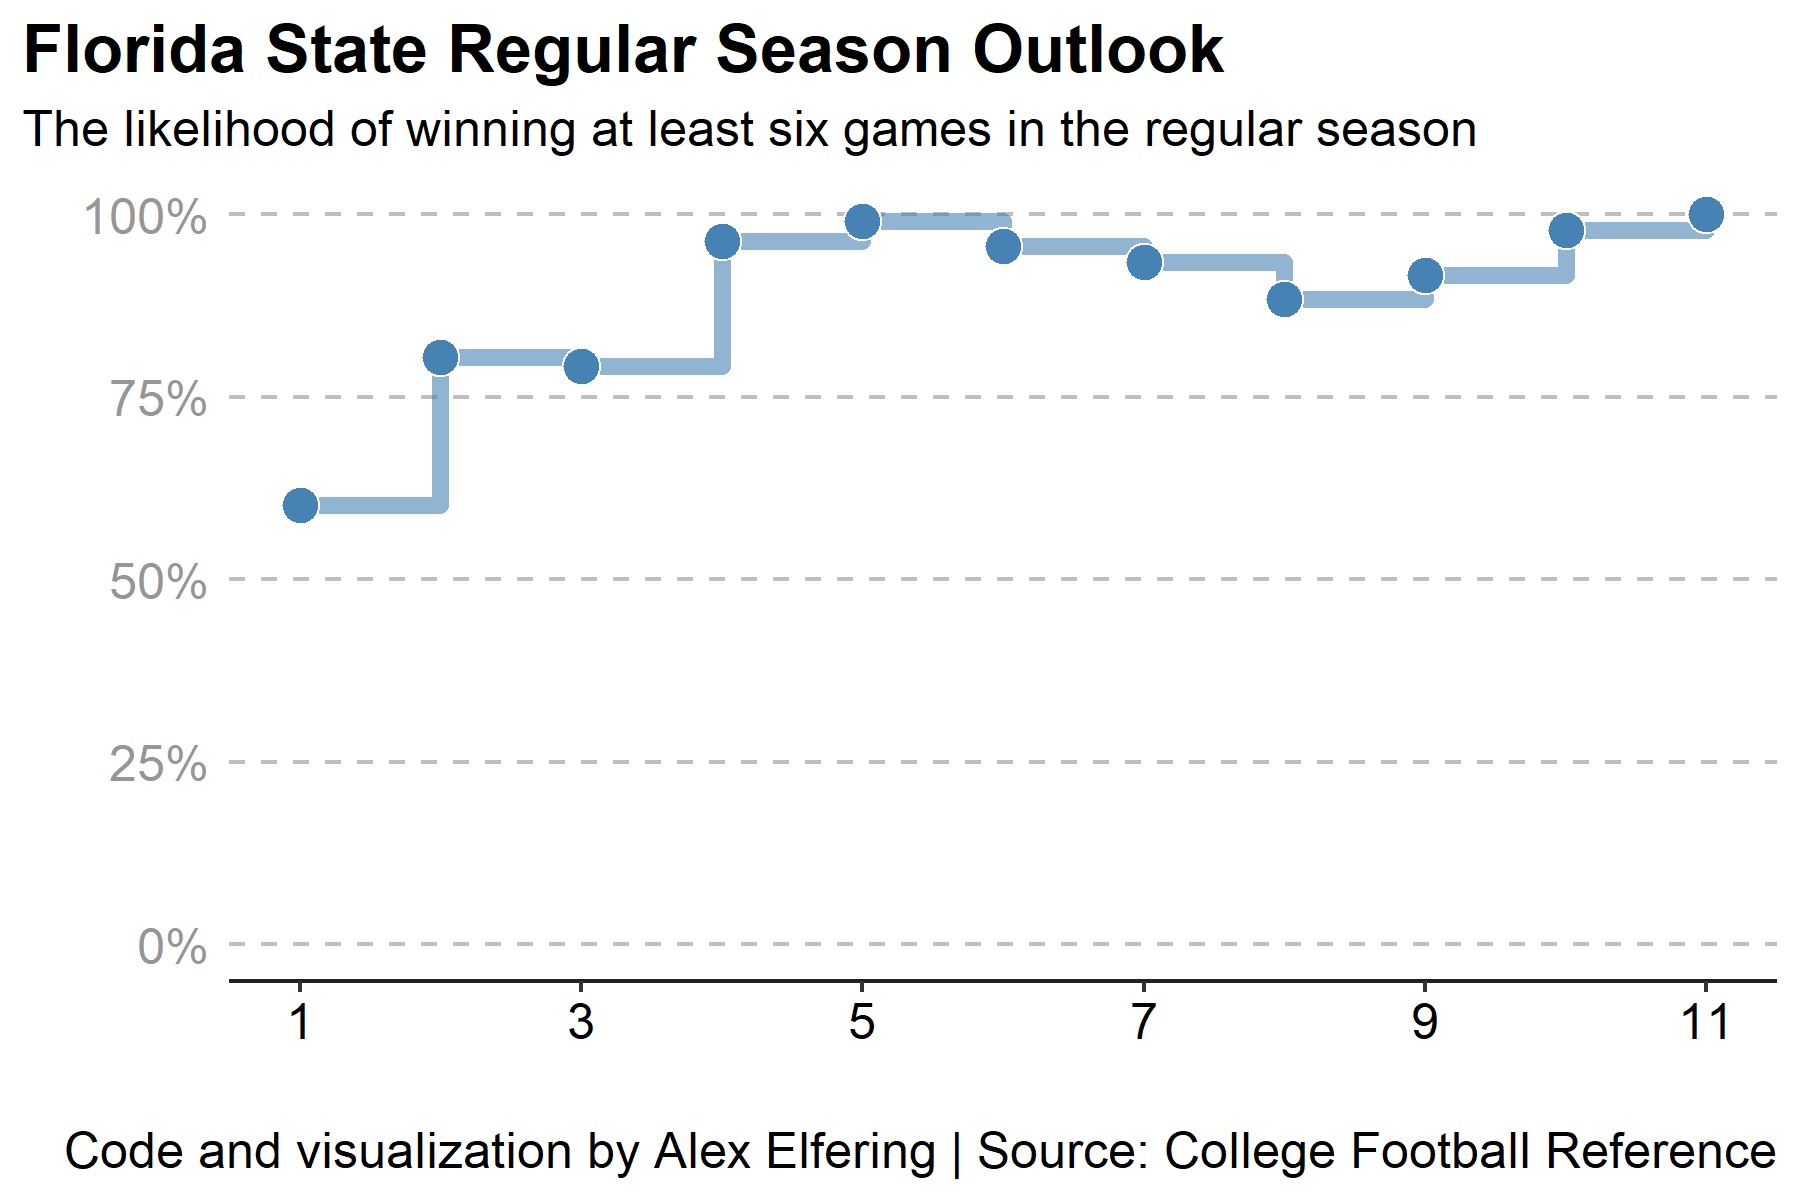 Florida State Regular Season Outlook
The likelihood of winning at least six games in the regular season
100%
75%
50%
25%
0%
1 3 5 7 9 11
Code and visualization by Alex Elfering | Source: College Football Reference